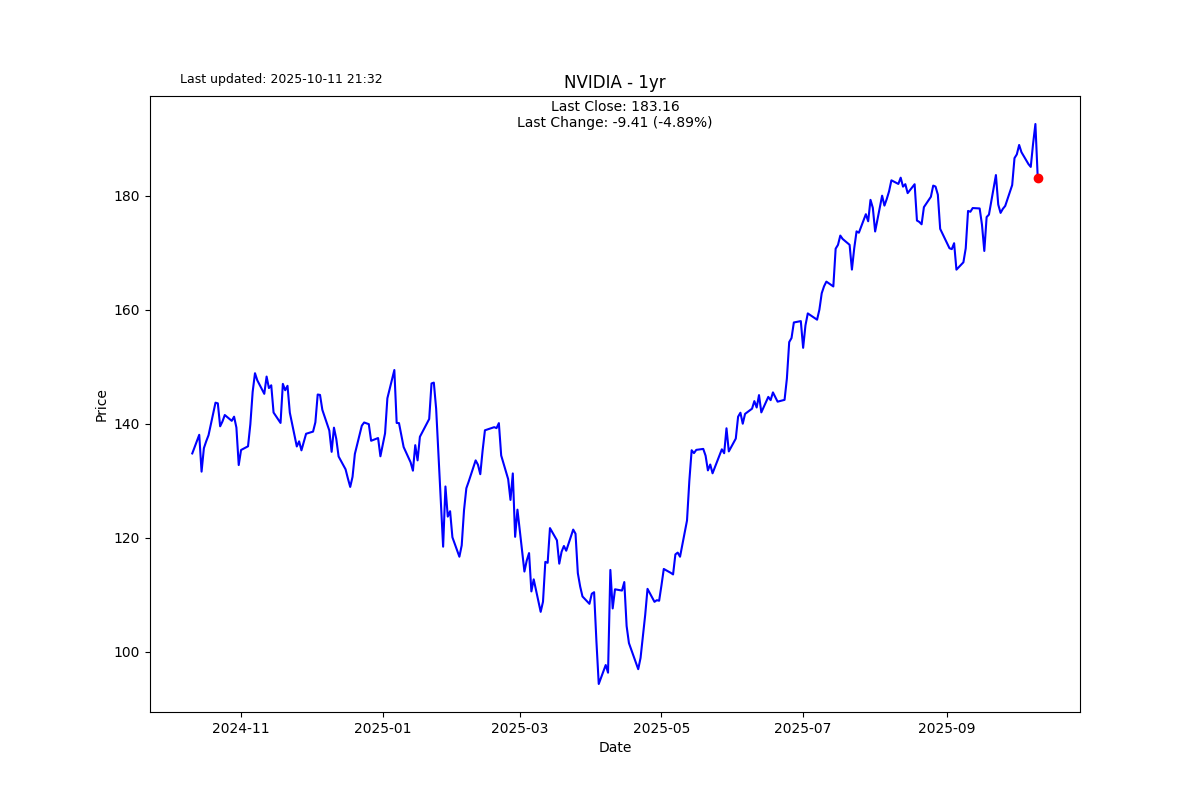 Last updated: 2025-10-11 21:32
NVIDIA - 1yr
Last Close: 183.16
Last Change: -9.41 (-4.89%)
Price
180
160
140
120
100
2024-11
2025-01
2025-03
2025-05
2025-07
2025-09
Date